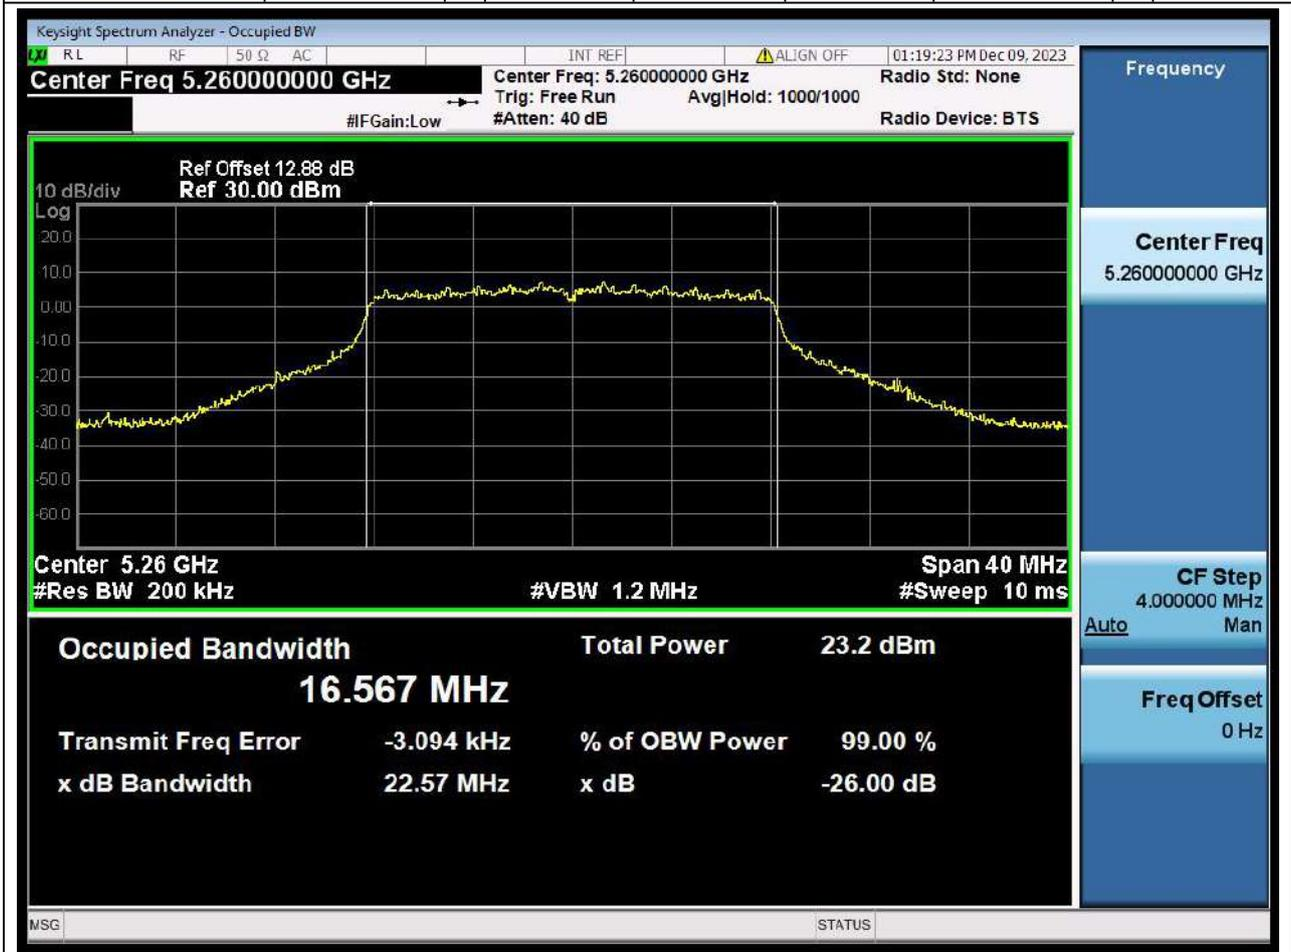 Keysight Spectrum Analyzer - Occupied BW
LXI RL RF 50 Ω AC INT REF ALIGN OFF 01:19:23 PM Dec 09, 2023
Center Freq 5.260000000 GHz
Center Freq: 5.260000000 GHz
Radio Std: None
Trig: Free Run Avg|Hold: 1000/1000
#IFGain:Low
#Atten: 40 dB
Radio Device: BTS
Ref Offset 12.88 dB
10 dB/div Ref 30.00 dBm
Log
20.0
10.0
0.00
-10.0
-20.0
-30.0
-40.0
-50.0
-60.0
Center 5.26 GHz Span 40 MHz
#Res BW 200 kHz #VBW 1.2 MHz #Sweep 10 ms
Occupied Bandwidth Total Power 23.2 dBm
16.567 MHz
Transmit Freq Error -3.094 kHz % of OBW Power 99.00 %
x dB Bandwidth 22.57 MHz x dB -26.00 dB
MSG STATUS
Frequency
Center Freq
5.260000000 GHz
CF Step
4.000000 MHz
Auto Man
Freq Offset
0 Hz